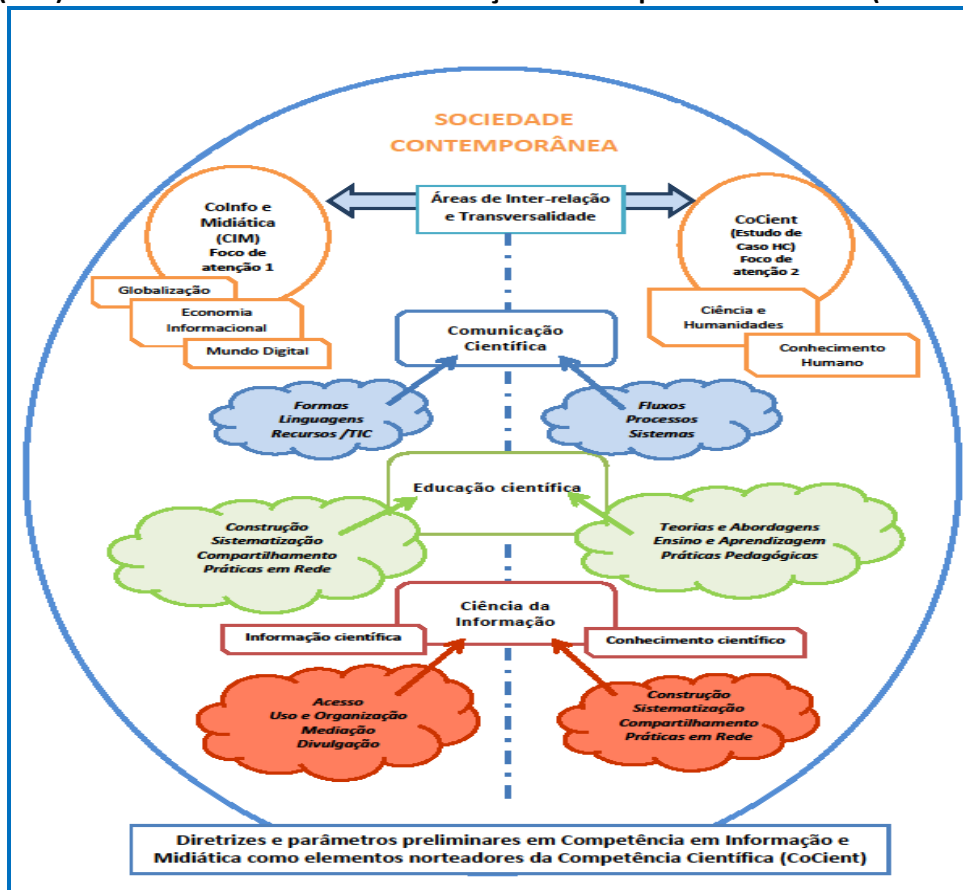 SOCIEDADE
CONTEMPORÂNEA
Áreas de Inter-relação
e Transversalidade
CoInfo e
Midiática
(CIM)
Foco de
atenção 1
Globalização
Economia
Informacional
Mundo Digital
CoCient
(Estudo de
Caso HC)
Foco de
atenção 2
Ciência e
Humanidades
Conhecimento
Humano
Comunicação
Científica
Formas
Linguagens
Recursos /TIC
Fluxos
Processos
Sistemas
Educação científica
Construção
Sistematização
Compartilhamento
Práticas em Rede
Teorias e Abordagens
Ensino e Aprendizagem
Práticas Pedagógicas
Ciência da
Informação
Informação científica
Conhecimento científico
Acesso
Uso e Organização
Mediação
Divulgação
Construção
Sistematização
Compartilhamento
Práticas em Rede
Diretrizes e parâmetros preliminares em Competência em Informação e
Midiática como elementos norteadores da Competência Científica (CoCient)